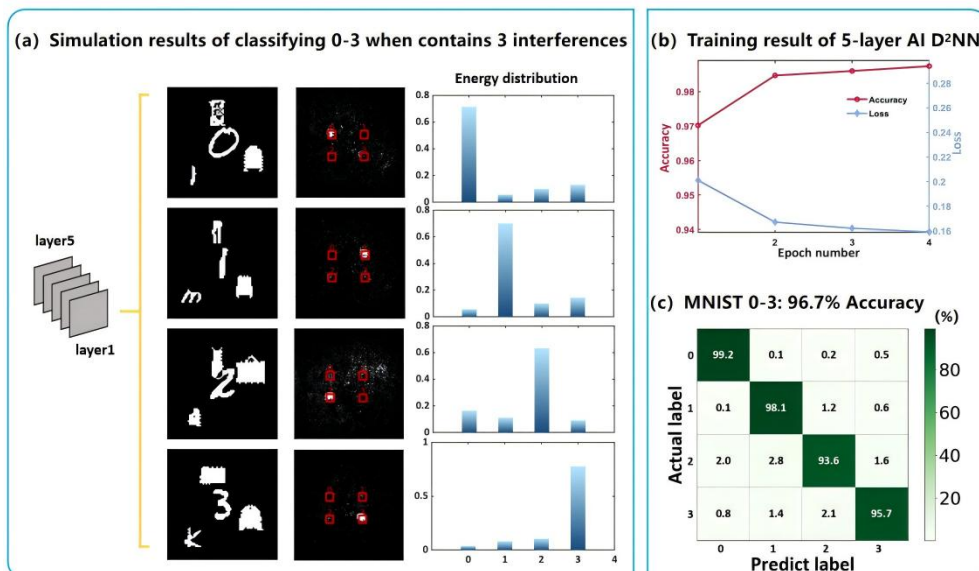 (a) Simulation results of classifying 0-3 when contains 3 interferences
Energy distribution
layer5
layer1
0.8
0.6
0.4
0.2
0
0.8
0.6
0.4
0.2
0
0.8
0.6
0.4
0.2
0
1
0.5
0
0 1 2 3 4
(b) Training result of 5-layer AI D²NN
Accuracy
0.98
0.97
0.96
0.95
0.94
Accuracy
Loss
0.28
0.26
0.24
0.22
0.2
0.18
0.16
Loss
2 3 4
Epoch number
(c) MNIST 0-3: 96.7% Accuracy
(%)
Actual label
0 99.2 0.1 0.2 0.5
1 0.1 98.1 1.2 0.6
2 2.0 2.8 93.6 1.6
3 0.8 1.4 2.1 95.7
0 1 2 3
Predict label
80
60
40
20